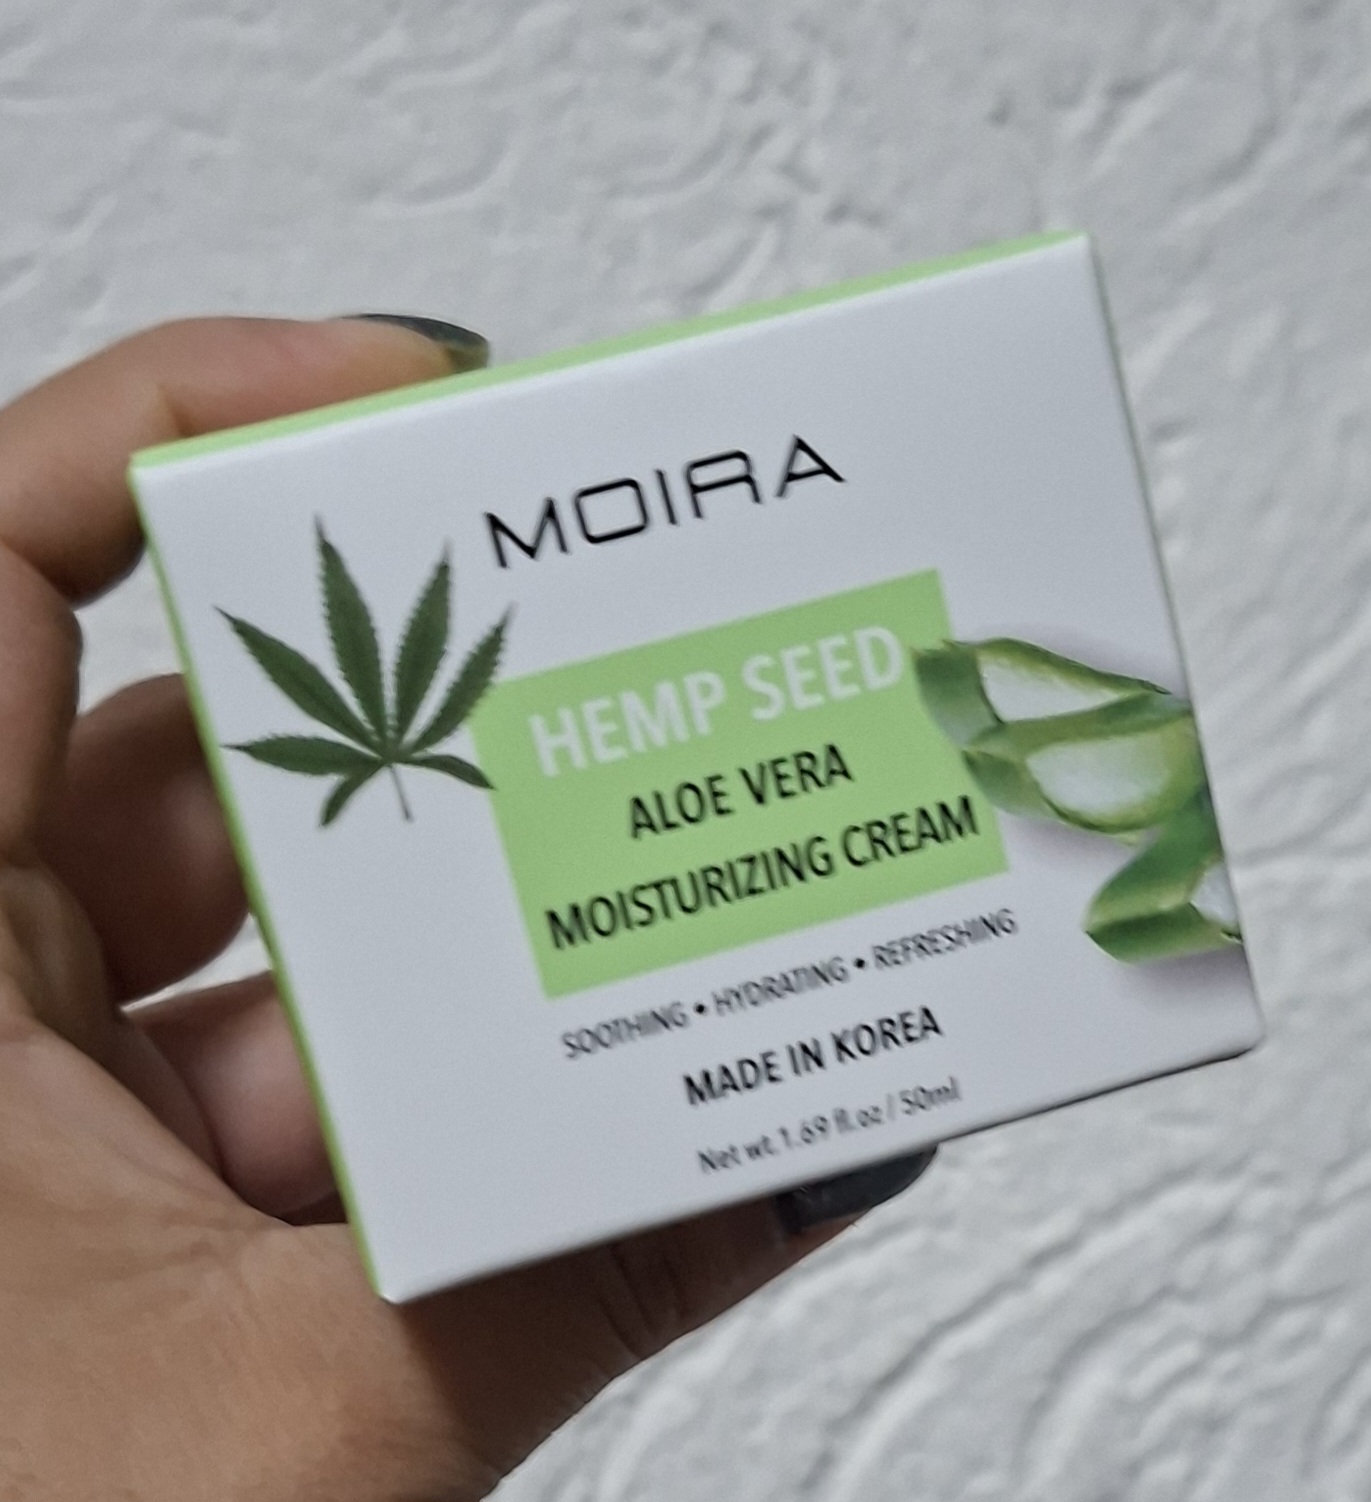 MOIRA
HEMP SEED
ALOE VERA
MOISTURIZING CREAM
SOOTHING • HYDRATING • REFRESHING
MADE IN KOREA
Net wt. 1.69 fl.oz / 50ml